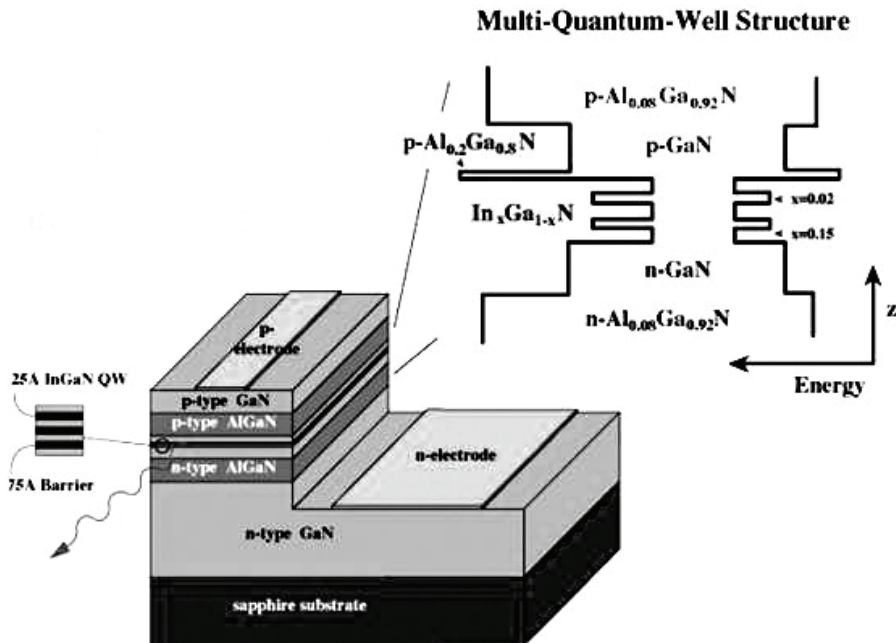 Multi-Quantum-Well Structure
p-Al0.08Ga0.92N
p-Al0.2Ga0.8N
p-GaN
InxGa1-xN
x=0.02
x=0.15
n-GaN
n-Al0.08Ga0.92N
z
Energy
p-
electrode
25A InGaN QW
p-type GaN
p-type AlGaN
n-electrode
n-type AlGaN
75A Barrier
n-type GaN
sapphire substrate